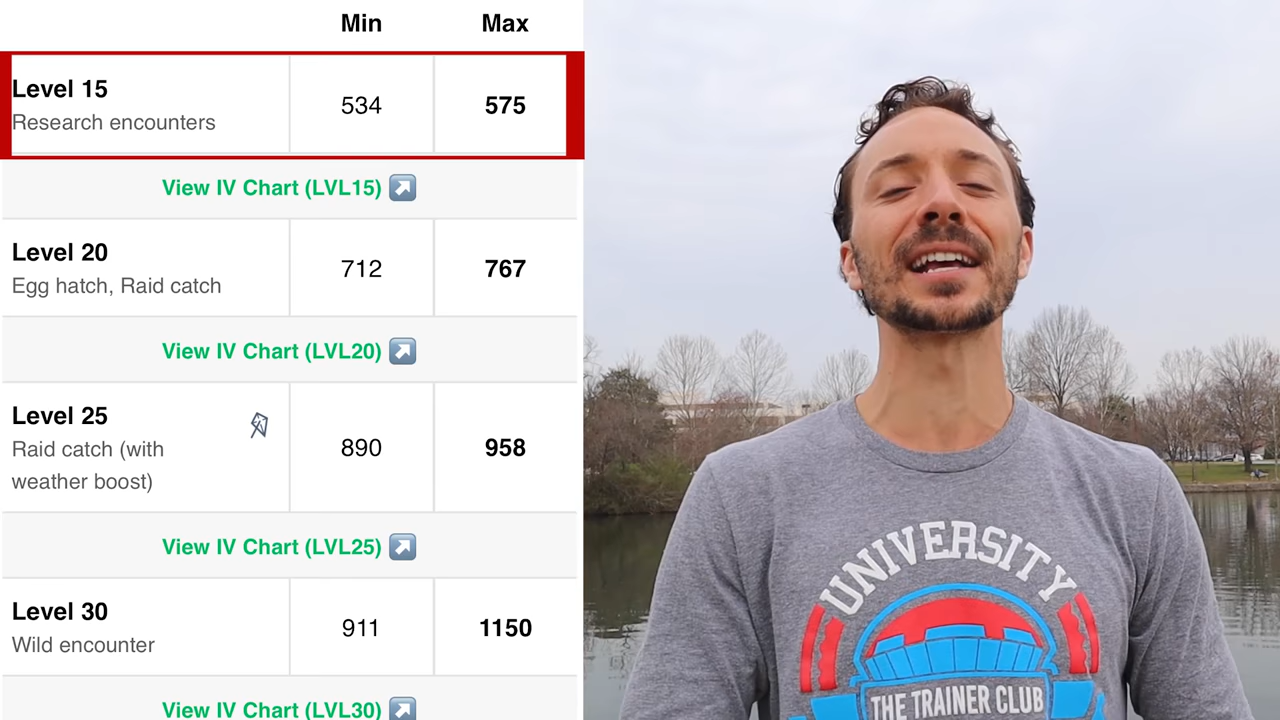 Min Max
Level 15
Research encounters
534
575
View IV Chart (LVL15)
Level 20
Egg hatch, Raid catch
712
767
View IV Chart (LVL20)
Level 25
Raid catch (with
weather boost)
890
958
View IV Chart (LVL25)
Level 30
Wild encounter
911
1150
View IV Chart (LVL30)
UNIVERSITY
THE TRAINER CLUB